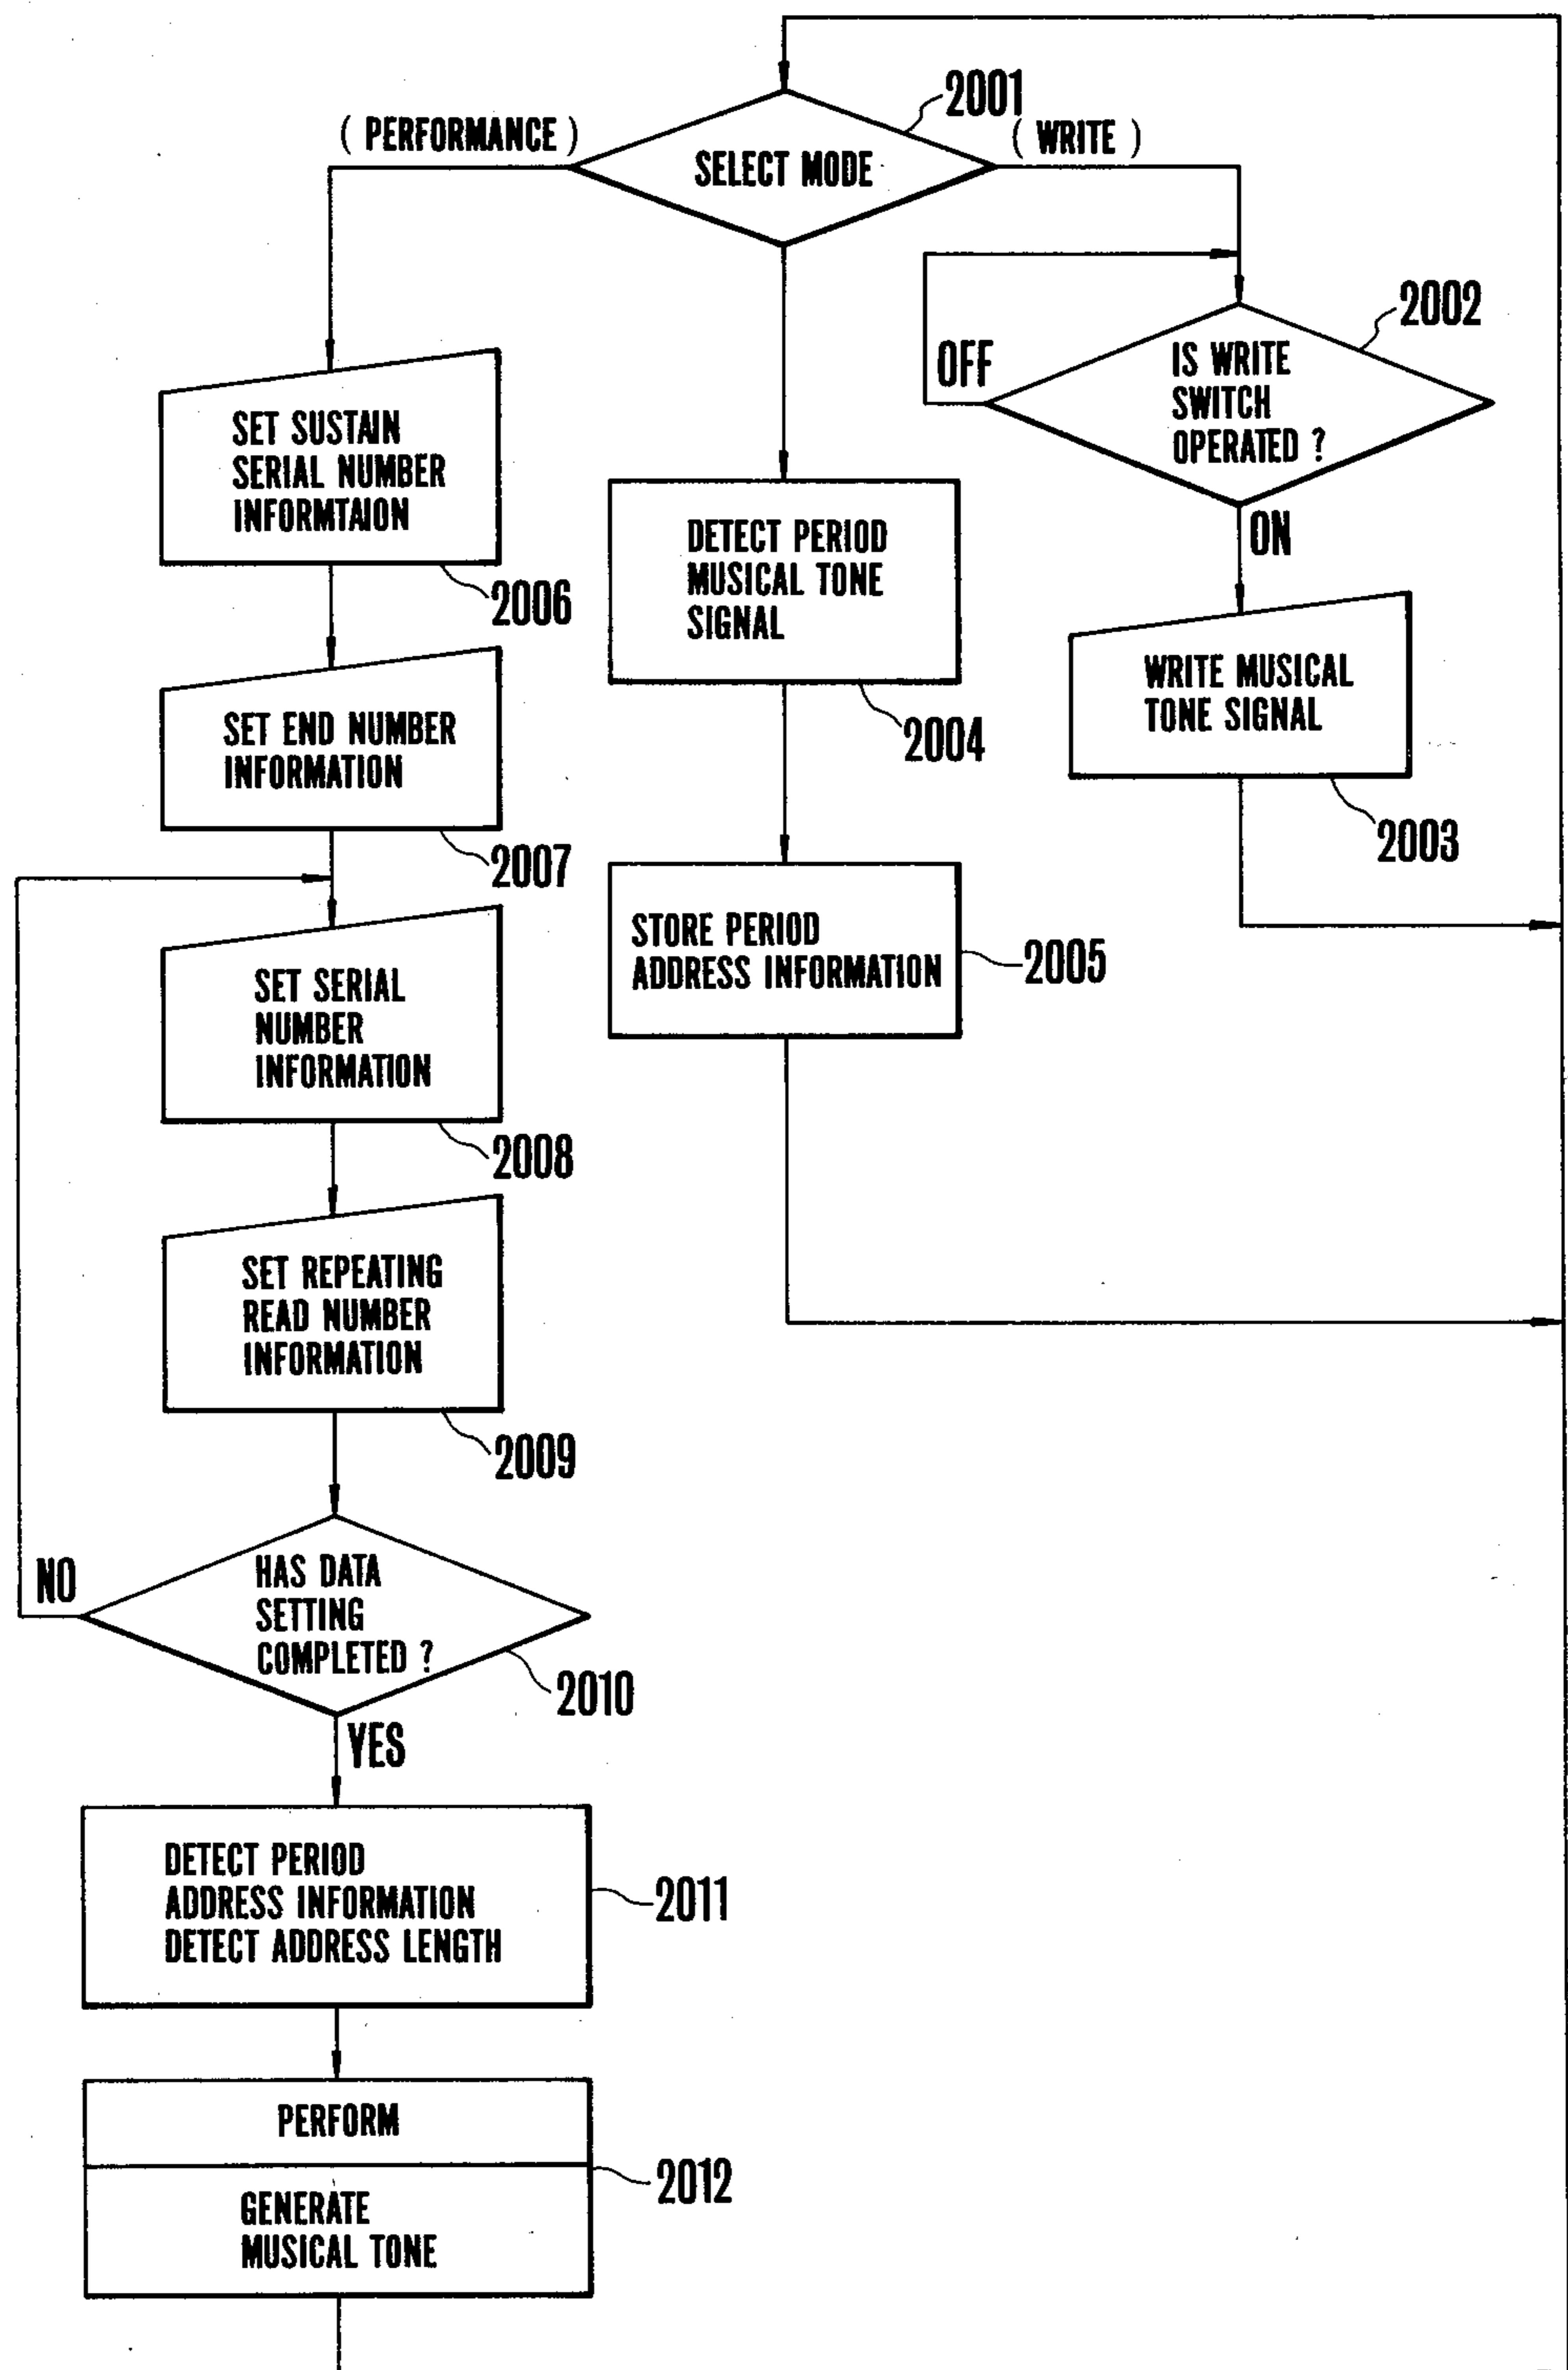 2001
( PERFORMANCE )
( WRITE )
SELECT MODE
2002
IS WRITE
SWITCH
OPERATED ?
OFF
ON
SET SUSTAIN
SERIAL NUMBER
INFORMTAION
2006
DETECT PERIOD
MUSICAL TONE
SIGNAL
2004
WRITE MUSICAL
TONE SIGNAL
2003
SET END NUMBER
INFORMATION
2007
STORE PERIOD
ADDRESS INFORMATION
2005
SET SERIAL
NUMBER
INFORMATION
2008
SET REPEATING
READ NUMBER
INFORMATION
2009
NO
HAS DATA
SETTING
COMPLETED ?
2010
YES
DETECT PERIOD
ADDRESS INFORMATION
DETECT ADDRESS LENGTH
2011
PERFORM
2012
GENERATE
MUSICAL TONE